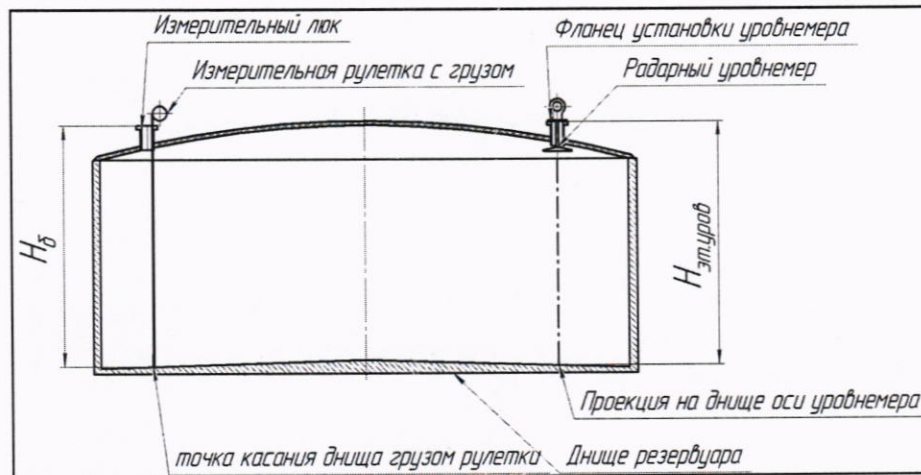 Измерительный люк
Фланец установки уровнемера
Измерительная рулетка с грузом
Радарный уровнемер
Hб
Hэт.уров
Проекция на днище оси уровнемера
точка касания днища грузом рулетки
Днище резервуара